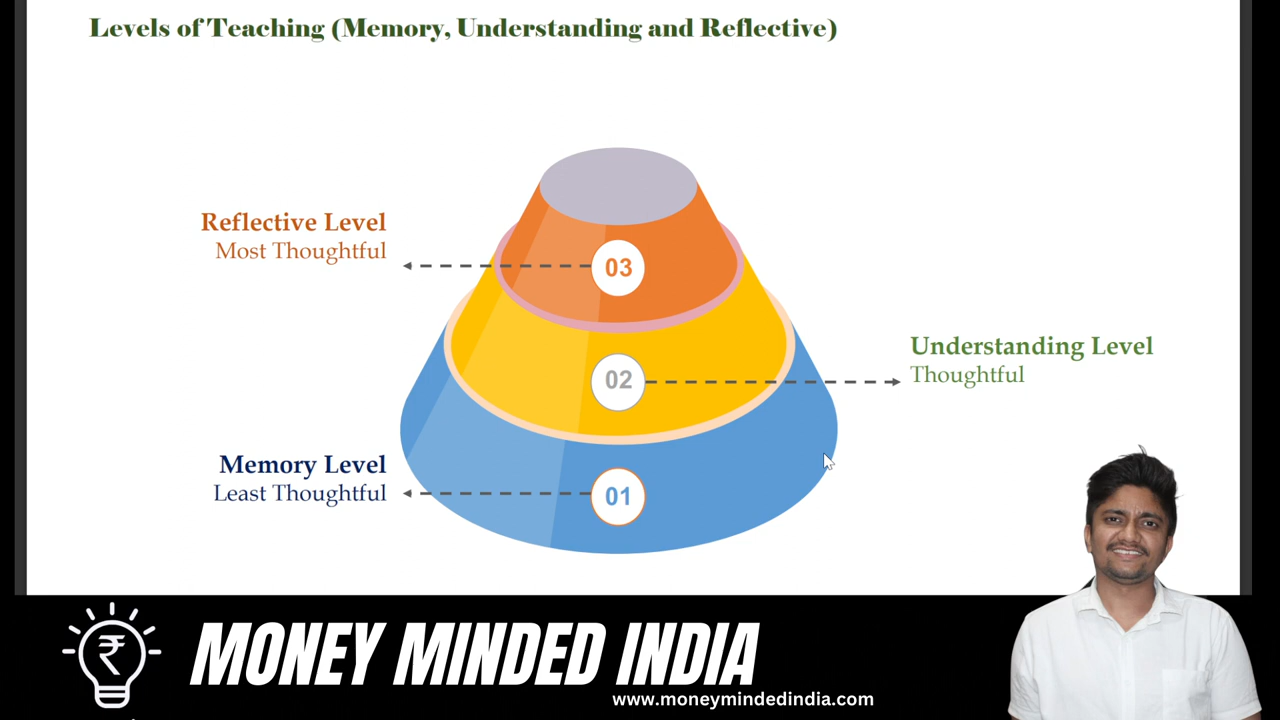 Levels of Teaching (Memory, Understanding and Reflective)
Reflective Level
Most Thoughtful
03
Understanding Level
Thoughtful
02
Memory Level
Least Thoughtful
01
₹
MONEY MINDED INDIA
www.moneymindedindia.com